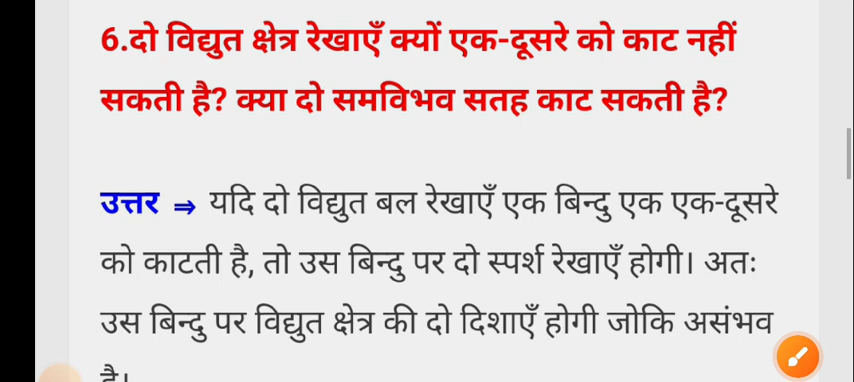 6.दो विद्युत क्षेत्र रेखाएँ क्यों एक-दूसरे को काट नहीं
सकती है? क्या दो समविभव सतह काट सकती है?
उत्तर ⇒ यदि दो विद्युत बल रेखाएँ एक बिन्दु एक एक-दूसरे
को काटती है, तो उस बिन्दु पर दो स्पर्श रेखाएँ होगी। अतः
उस बिन्दु पर विद्युत क्षेत्र की दो दिशाएँ होगी जोकि असंभव
है।